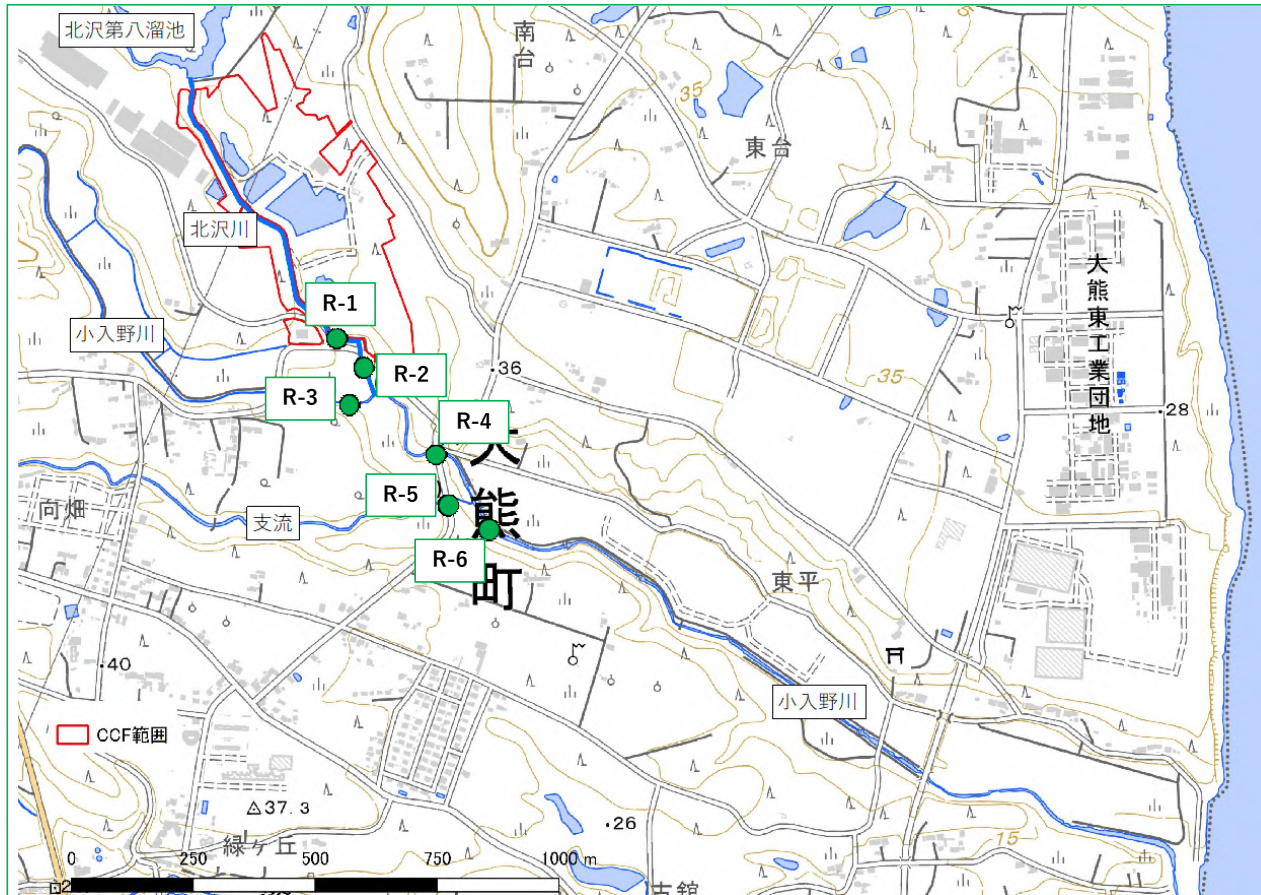 北沢第八溜池
南台
35
東台
北沢川
大熊東工業団地
小入野川
R-1
R-2
R-3
36
35
28
R-4
大熊町
R-5
向畑
支流
R-6
東平
40
小入野川
CCF範囲
37.3
26
緑ヶ丘
15
0
250
500
750
1000 m